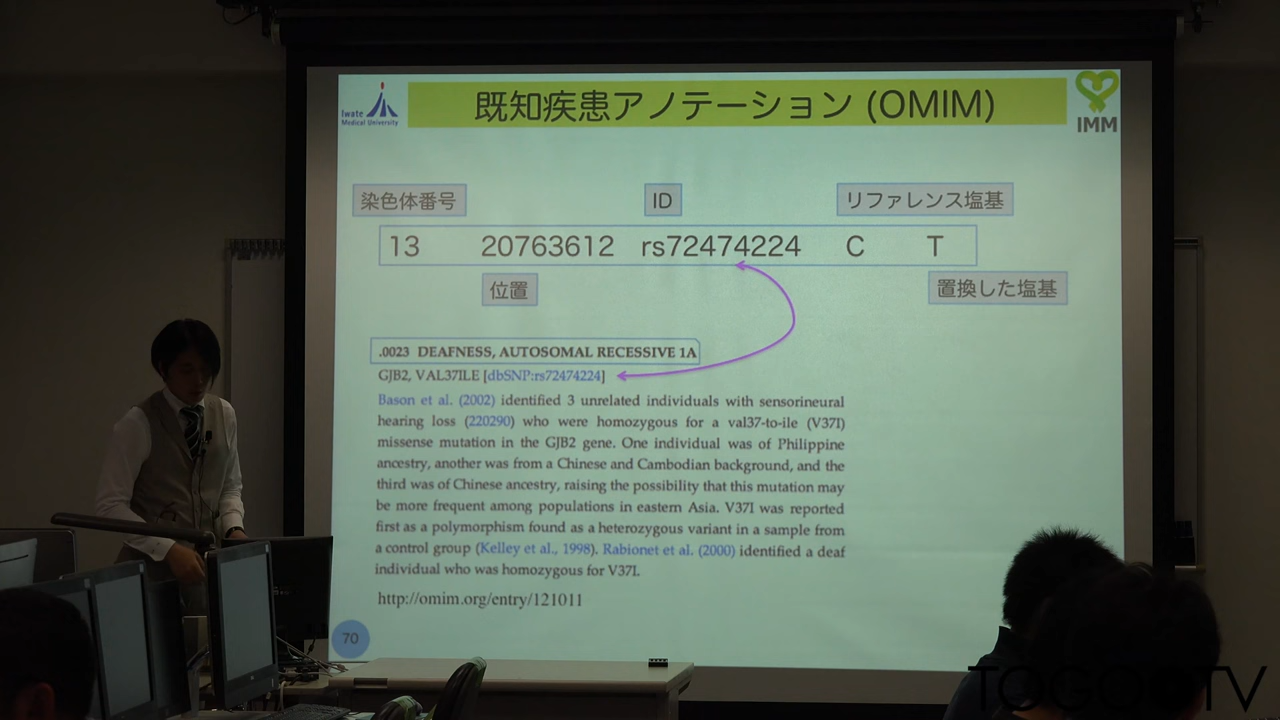 Iwate
Medical University
既知疾患アノテーション (OMIM)
IMM
染色体番号 ID リファレンス塩基
13 20763612 rs72474224 C T
位置 置換した塩基
.0023 DEAFNESS, AUTOSOMAL RECESSIVE 1A
GJB2, VAL37ILE [dbSNP:rs72474224]
Bason et al. (2002) identified 3 unrelated individuals with sensorineural
hearing loss (220290) who were homozygous for a val37-to-ile (V37I)
missense mutation in the GJB2 gene. One individual was of Philippine
ancestry, another was from a Chinese and Cambodian background, and the
third was of Chinese ancestry, raising the possibility that this mutation may
be more frequent among populations in eastern Asia. V37I was reported
first as a polymorphism found as a heterozygous variant in a sample from
a control group (Kelley et al., 1998). Rabionet et al. (2000) identified a deaf
individual who was homozygous for V37I.
http://omim.org/entry/121011
70
TOGOTV